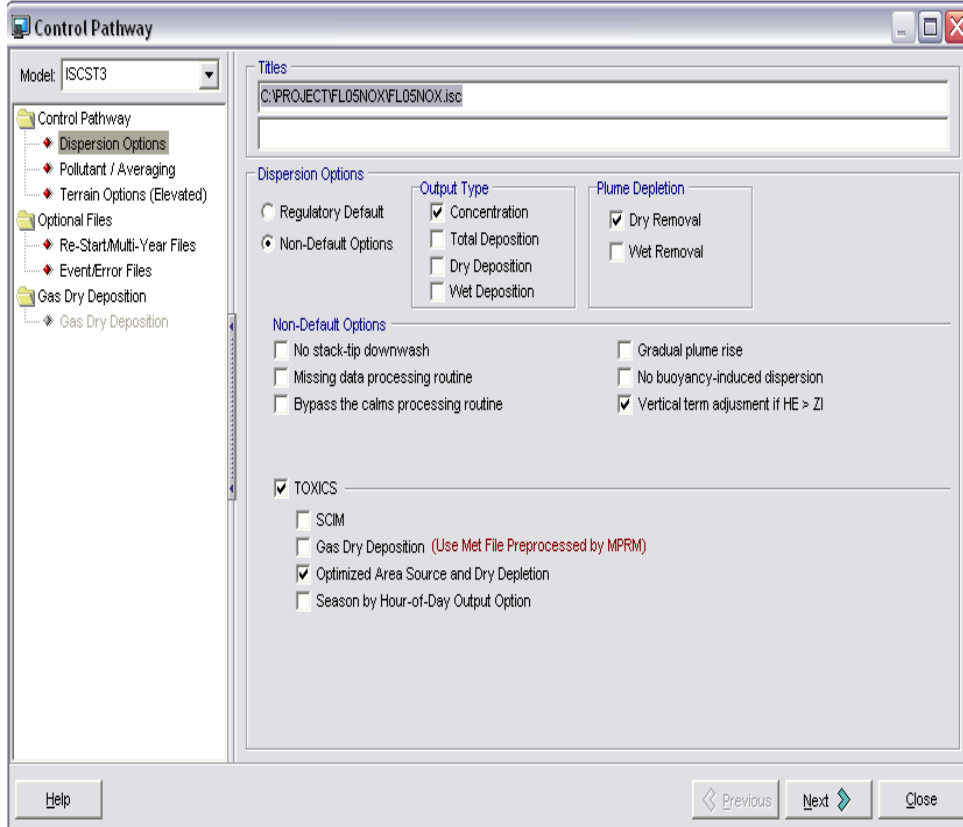 Control Pathway
Model: ISCST3
Control Pathway
Dispersion Options
Pollutant / Averaging
Terrain Options (Elevated)
Optional Files
Re-Start/Multi-Year Files
Event/Error Files
Gas Dry Deposition
Gas Dry Deposition
Titles
C:\PROJECT\FL05NOX\FL05NOX.isc
Dispersion Options
Regulatory Default
Non-Default Options
Output Type
Concentration
Total Deposition
Dry Deposition
Wet Deposition
Plume Depletion
Dry Removal
Wet Removal
Non-Default Options
No stack-tip downwash
Missing data processing routine
Bypass the calms processing routine
Gradual plume rise
No buoyancy-induced dispersion
Vertical term adjusment if HE > ZI
TOXICS
SCIM
Gas Dry Deposition (Use Met File Preprocessed by MPRM)
Optimized Area Source and Dry Depletion
Season by Hour-of-Day Output Option
Help
Previous
Next
Close